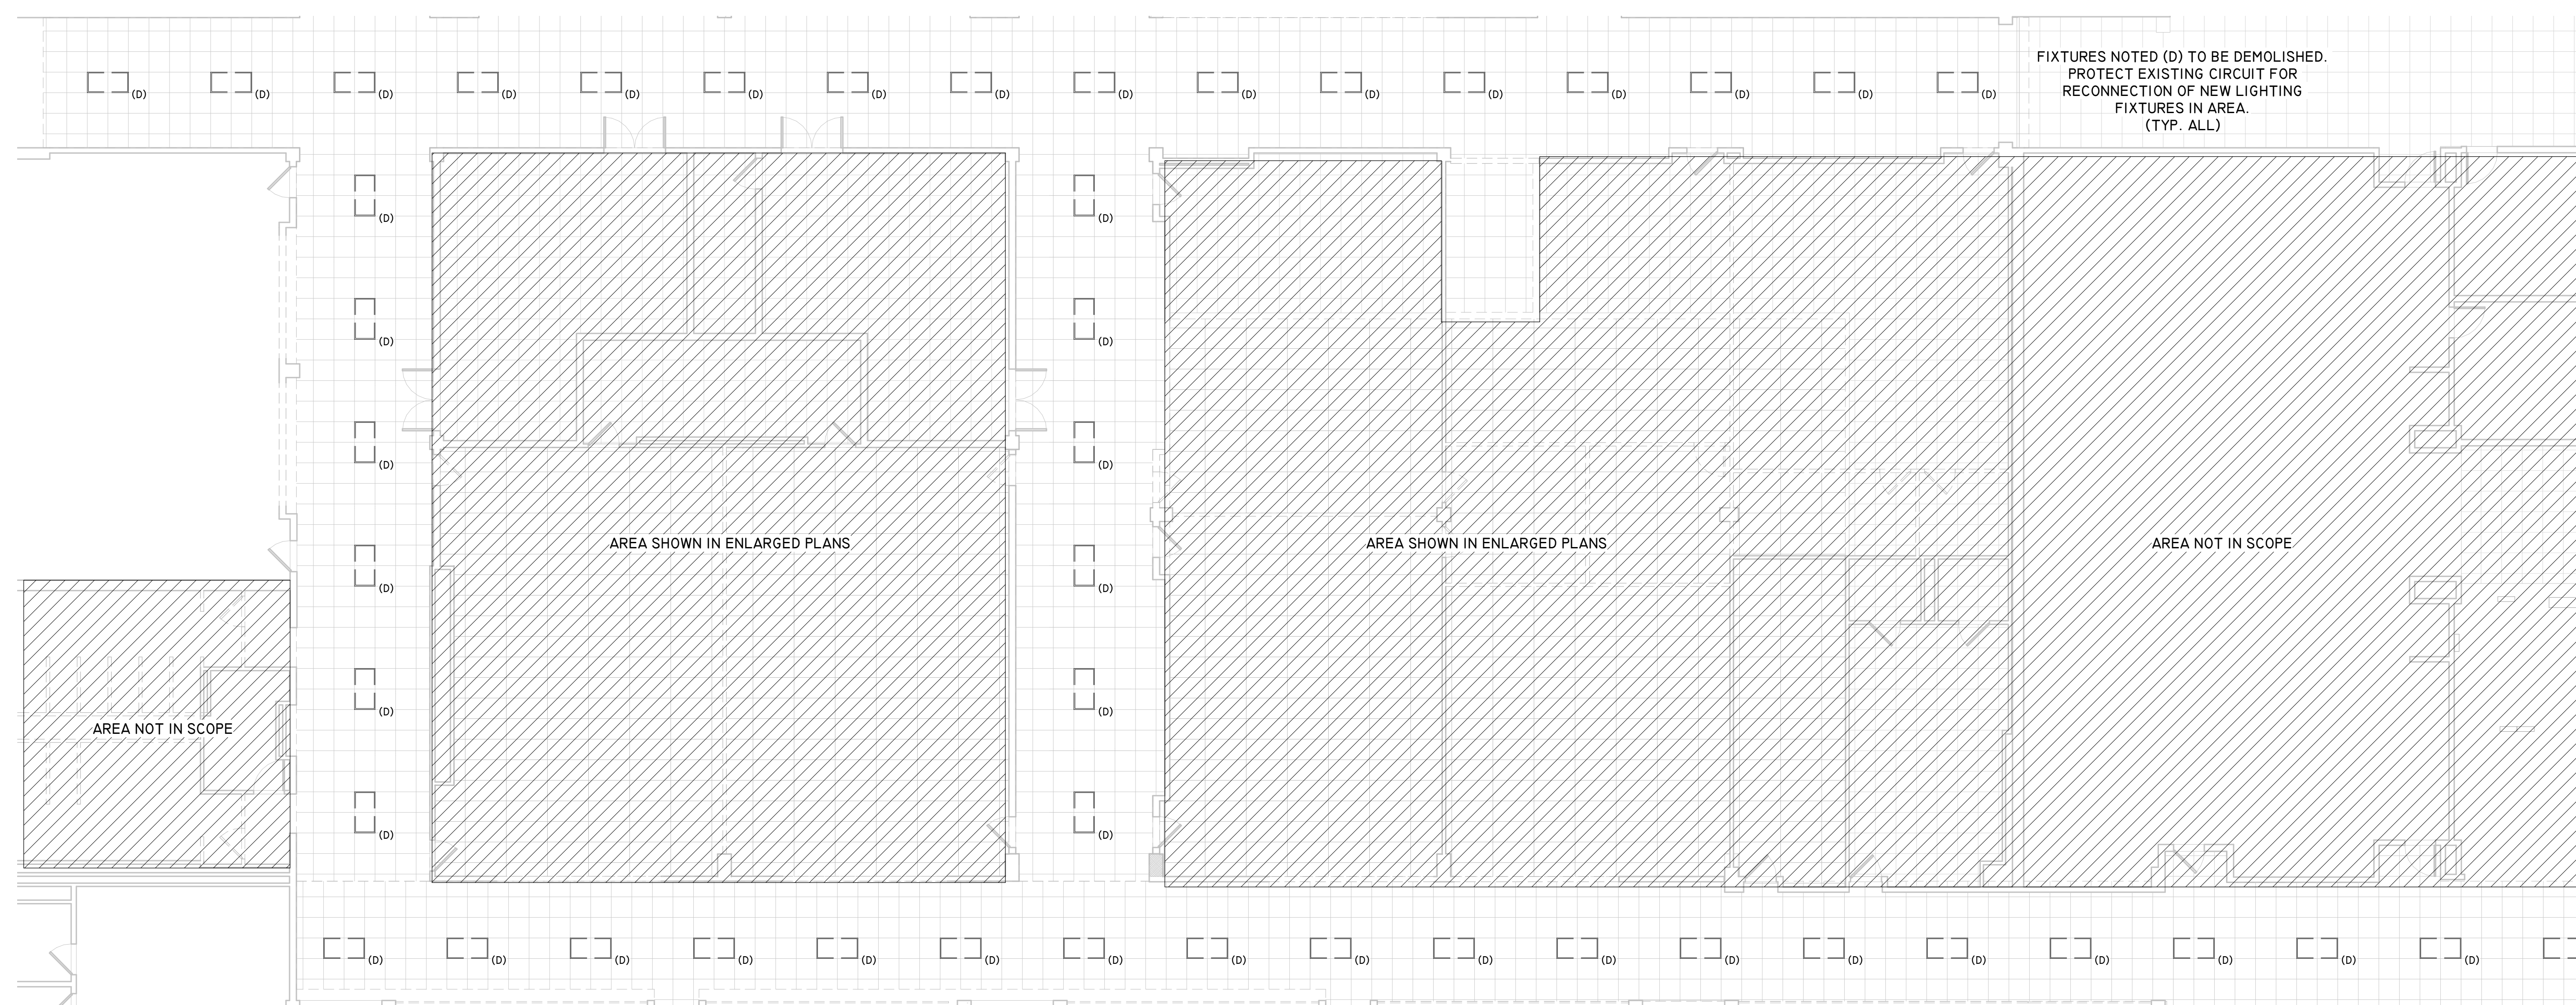 FIXTURES NOTED (D) TO BE DEMOLISHED.
PROTECT EXISTING CIRCUIT FOR
RECONNECTION OF NEW LIGHTING
FIXTURES IN AREA.
(TYP. ALL)
(D) (D) (D) (D) (D) (D) (D) (D) (D) (D) (D) (D) (D) (D) (D) (D)
(D) (D)
(D) (D)
(D) (D)
AREA SHOWN IN ENLARGED PLANS
AREA SHOWN IN ENLARGED PLANS
AREA NOT IN SCOPE
(D) (D)
(D) (D)
AREA NOT IN SCOPE
(D) (D)
(D) (D) (D) (D) (D) (D) (D) (D) (D) (D) (D) (D) (D) (D) (D) (D) (D) (D)